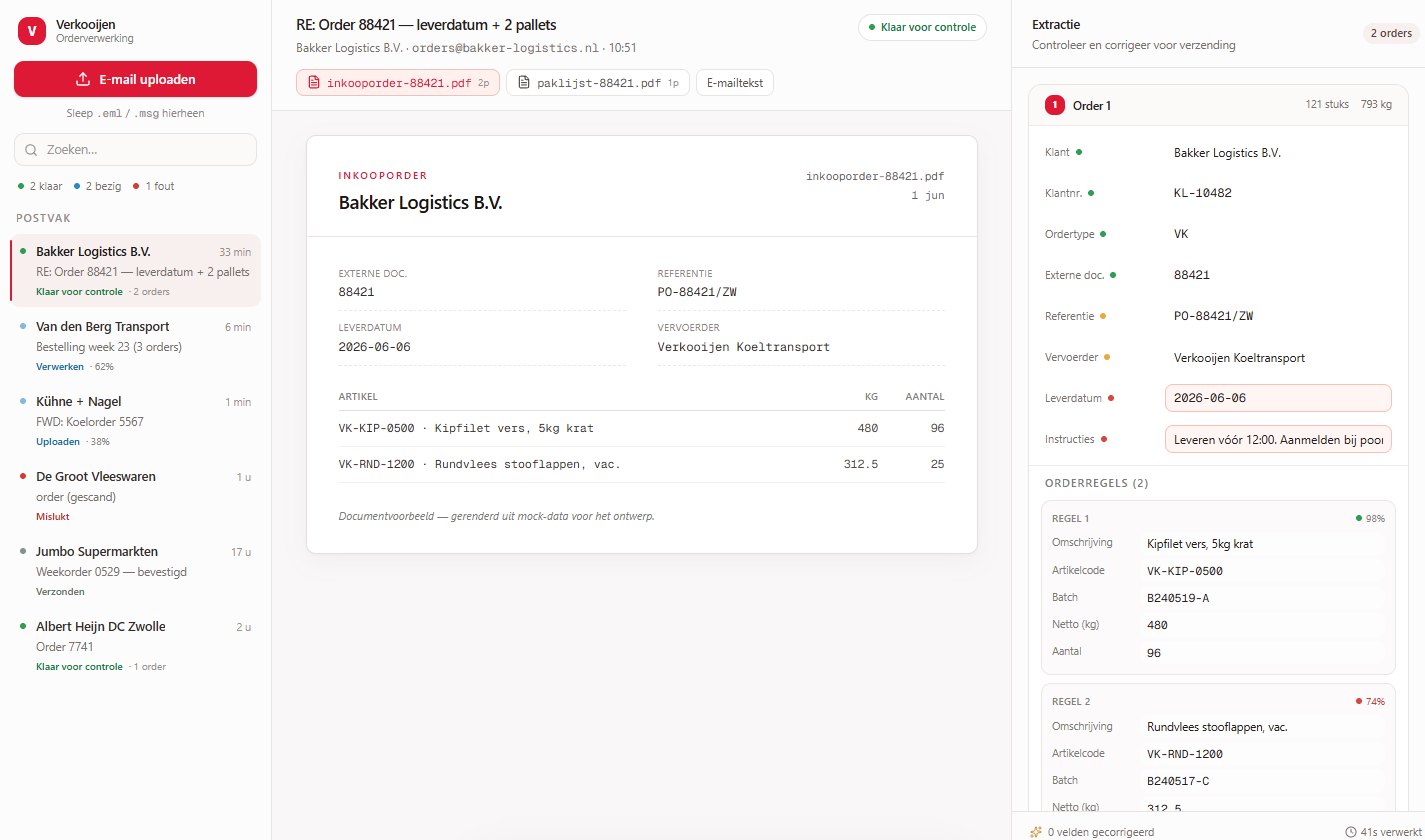 V
Verkooijen
Orderverwerking
E-mail uploaden
Sleep .eml / .msg hierheen
Zoeken...
2 klaar 2 bezig 1 fout
POSTVAK
Bakker Logistics B.V. 33 min
RE: Order 88421 — leverdatum + 2 pallets
Klaar voor controle · 2 orders
Van den Berg Transport 6 min
Bestelling week 23 (3 orders)
Verwerken · 62%
Kühne + Nagel 1 min
FWD: Koelorder 5567
Uploaden · 38%
De Groot Vleeswaren 1 u
order (gescand)
Mislukt
Jumbo Supermarkten 17 u
Weekorder 0529 — bevestigd
Verzonden
Albert Heijn DC Zwolle 2 u
Order 7741
Klaar voor controle · 1 order
RE: Order 88421 — leverdatum + 2 pallets
Klaar voor controle
Bakker Logistics B.V. · orders@bakker-logistics.nl · 10:51
inkooporder-88421.pdf 2p paklijst-88421.pdf 1p E-mailtekst
INKOOPORDER
Bakker Logistics B.V.
inkooporder-88421.pdf
1 jun
EXTERNE DOC. REFERENTIE
88421 PO-88421/ZW
LEVERDATUM VERVOERDER
2026-06-06 Verkooijen Koeltransport
ARTIKEL KG AANTAL
VK-KIP-0500 · Kipfilet vers, 5kg krat 480 96
VK-RND-1200 · Rundvlees stooflappen, vac. 312.5 25
Documentvoorbeeld — gerenderd uit mock-data voor het ontwerp.
Extractie
Controleer en corrigeer voor verzending
2 orders
1 Order 1 121 stuks 793 kg
Klant Bakker Logistics B.V.
Klantnr. KL-10482
Ordertype VK
Externe doc. 88421
Referentie PO-88421/ZW
Vervoerder Verkooijen Koeltransport
Leverdatum 2026-06-06
Instructies Leveren vóór 12:00. Aanmelden bij poor
ORDERREGELS (2)
REGEL 1 98%
Omschrijving Kipfilet vers, 5kg krat
Artikelcode VK-KIP-0500
Batch B240519-A
Netto (kg) 480
Aantal 96
REGEL 2 74%
Omschrijving Rundvlees stooflappen, vac.
Artikelcode VK-RND-1200
Batch B240517-C
Netto (kg) 312.5
0 velden gecorrigeerd 41s verwerkt